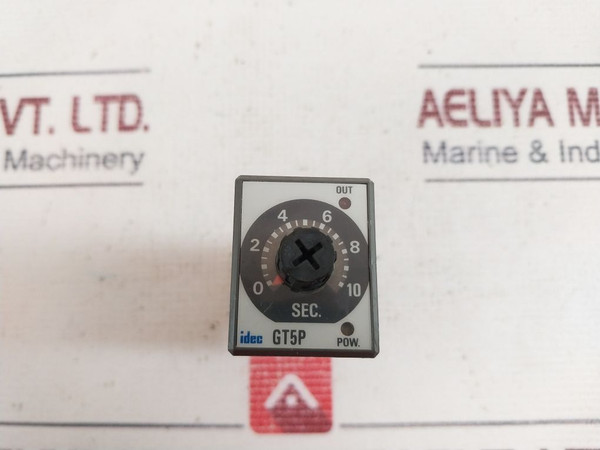 VT. LTD.
Machinery
AELIYA M
Marine & Ind
OUT
0 2 4 6 8 10
SEC.
idec GT5P
POW.